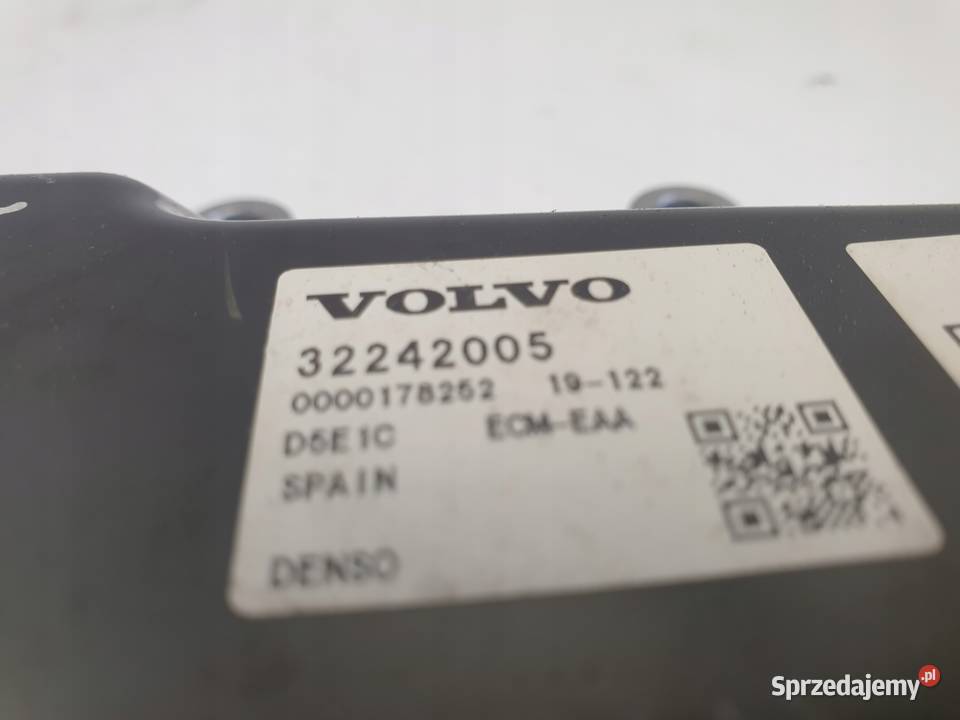 VOLVO
32242005
0000178252 19-122
D5E1C ECM-EAA
SPAIN
DENSO
Sprzedajemy.pl